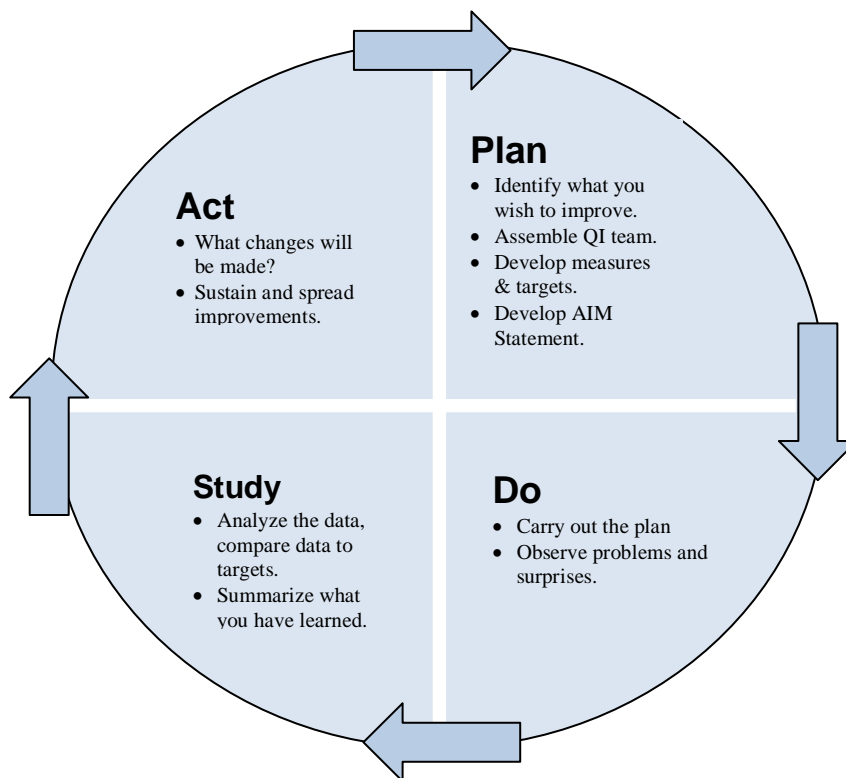 Plan
• Identify what you
wish to improve.
• Assemble QI team.
• Develop measures
& targets.
• Develop AIM
Statement.
Do
• Carry out the plan
• Observe problems and
surprises.
Study
• Analyze the data,
compare data to
targets.
• Summarize what
you have learned.
Act
• What changes will
be made?
• Sustain and spread
improvements.